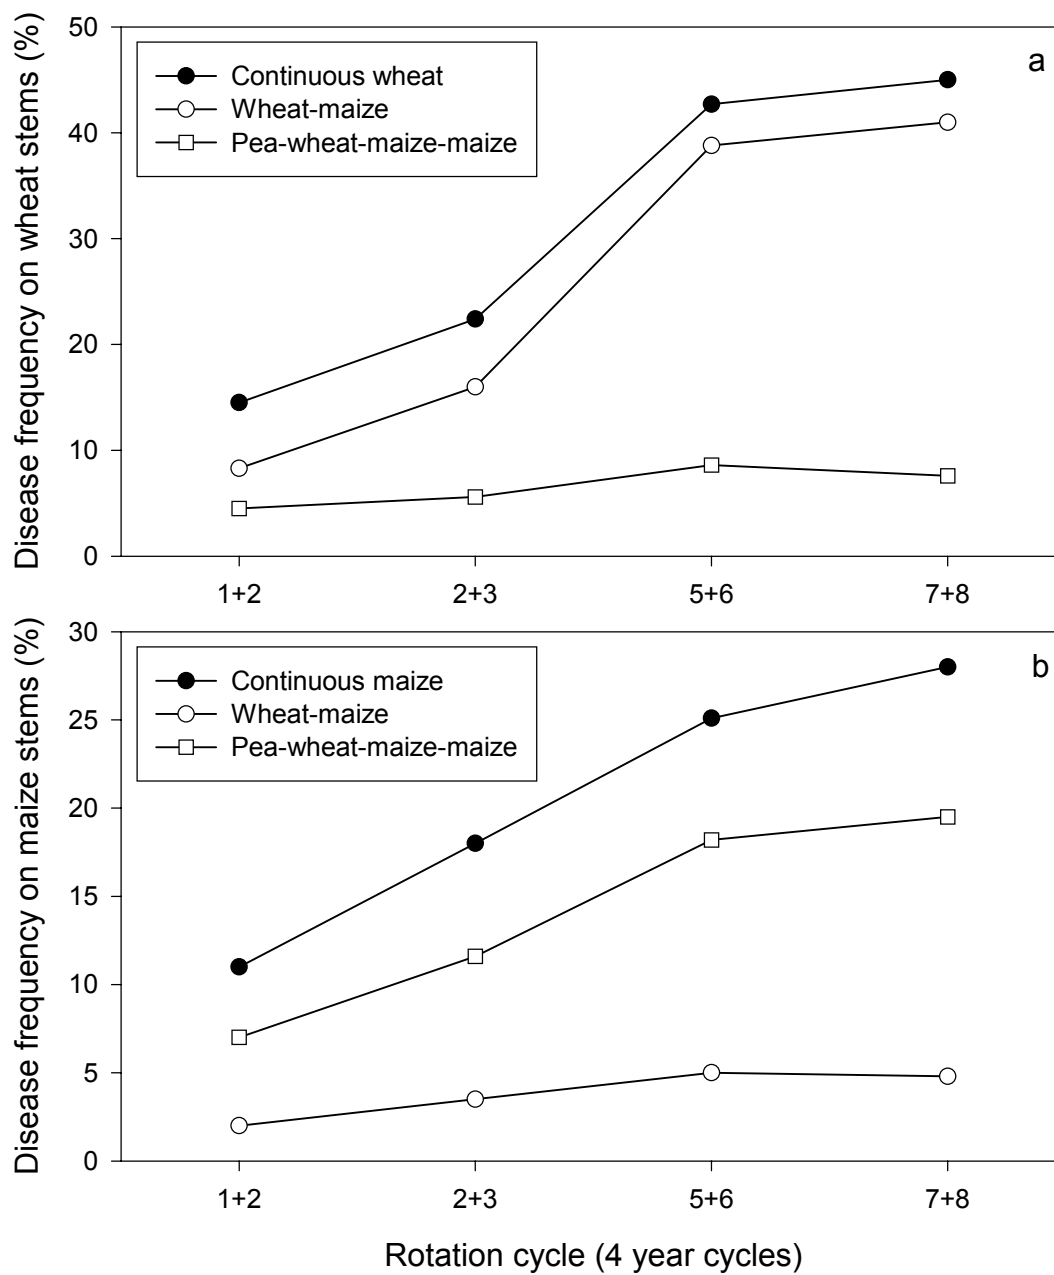 Disease frequency on wheat stems (%)
50
40
30
20
10
0
a
Continuous wheat
Wheat-maize
Pea-wheat-maize-maize
1+2 2+3 5+6 7+8
Disease frequency on maize stems (%)
30
25
20
15
10
5
0
b
Continuous maize
Wheat-maize
Pea-wheat-maize-maize
1+2 2+3 5+6 7+8
Rotation cycle (4 year cycles)